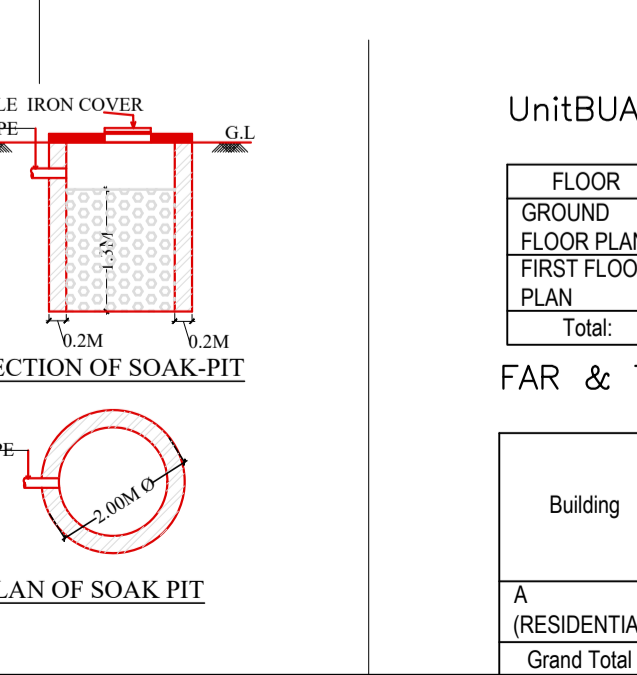 LE IRON COVER
PE
G.L
1.3M
0.2M
0.2M
ECTION OF SOAK-PIT
PE
2.00M Ø
LAN OF SOAK PIT
UnitBUA
FLOOR
GROUND
FLOOR PLAN
FIRST FLOO
PLAN
Total:
FAR & T
Building
A
(RESIDENTIA
Grand Total